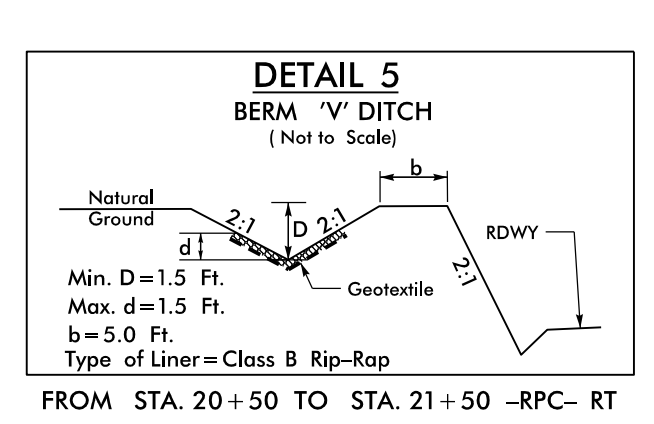 DETAIL 5
BERM 'V' DITCH
( Not to Scale)
b
Natural
Ground
2:1
D
2:1
d
2:1
RDWY
Geotextile
Min. D=1.5 Ft.
Max. d=1.5 Ft.
b=5.0 Ft.
Type of Liner=Class B Rip-Rap
FROM STA. 20+50 TO STA. 21+50 -RPC- RT